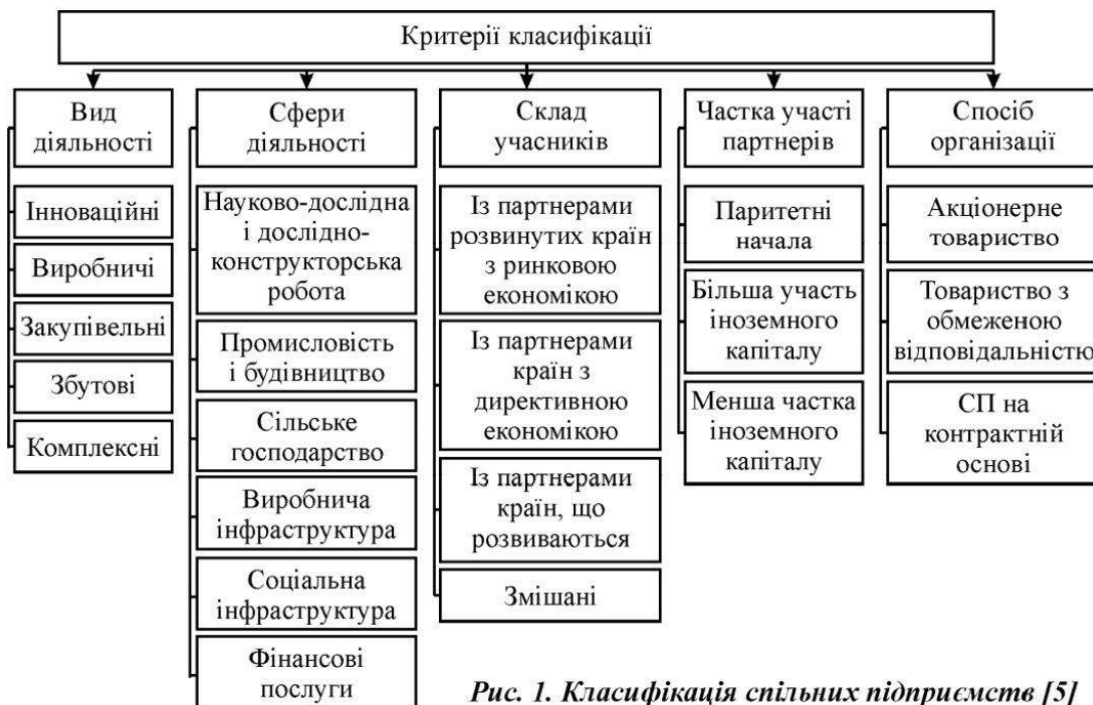 Критерії класифікації
Вид
діяльності
Інноваційні
Виробничі
Закупівельні
Збутові
Комплексні
Сфери
діяльності
Науково-дослідна
і дослідно-
конструкторська
робота
Промисловість
і будівництво
Сільське
господарство
Виробнича
інфраструктура
Соціальна
інфраструктура
Фінансові
послуги
Склад
учасників
Із партнерами
розвинутих країн
з ринковою
економікою
Із партнерами
країн з
директивною
економікою
Із партнерами
країн, що
розвиваються
Змішані
Частка участі
партнерів
Паритетні
начала
Більша участь
іноземного
капіталу
Менша частка
іноземного
капіталу
Спосіб
організації
Акціонерне
товариство
Товариство з
обмеженою
відповідальністю
СП на
контрактній
основі
Рис. 1. Класифікація спільних підприємств [5]